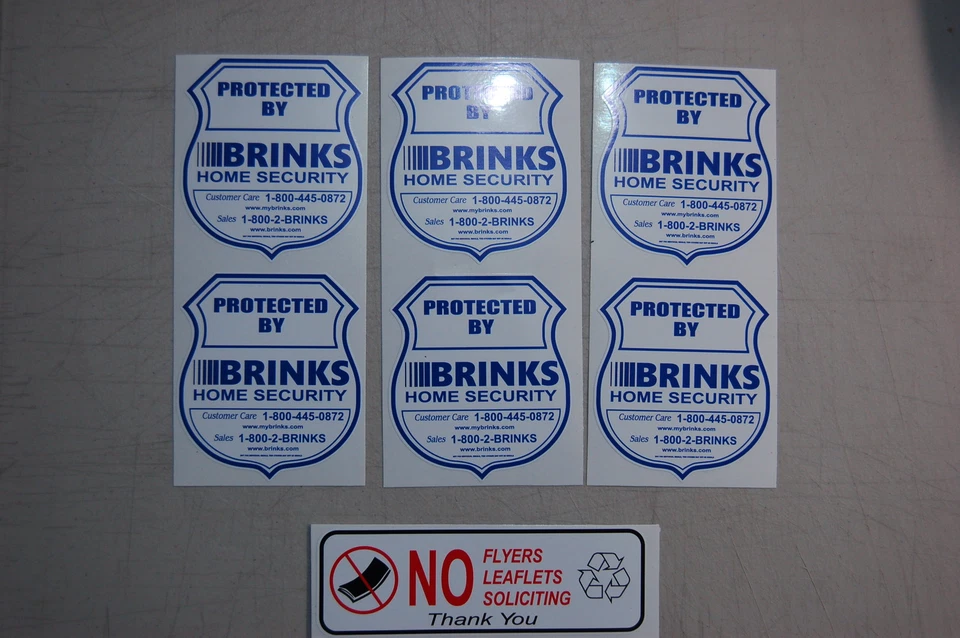 PROTECTED
BY
BRINKS
HOME SECURITY
Customer Care 1-800-445-0872
www.mybrinks.com
Sales 1-800-2-BRINKS
www.brinks.com
PROTECTED
BY
BRINKS
HOME SECURITY
Customer Care 1-800-445-0872
www.mybrinks.com
Sales 1-800-2-BRINKS
www.brinks.com
PROTECTED
BY
BRINKS
HOME SECURITY
Customer Care 1-800-445-0872
www.mybrinks.com
Sales 1-800-2-BRINKS
www.brinks.com
PROTECTED
BY
BRINKS
HOME SECURITY
Customer Care 1-800-445-0872
www.mybrinks.com
Sales 1-800-2-BRINKS
www.brinks.com
PROTECTED
BY
BRINKS
HOME SECURITY
Customer Care 1-800-445-0872
www.mybrinks.com
Sales 1-800-2-BRINKS
www.brinks.com
PROTECTED
BY
BRINKS
HOME SECURITY
Customer Care 1-800-445-0872
www.mybrinks.com
Sales 1-800-2-BRINKS
www.brinks.com
NO FLYERS
LEAFLETS
SOLICITING
Thank You